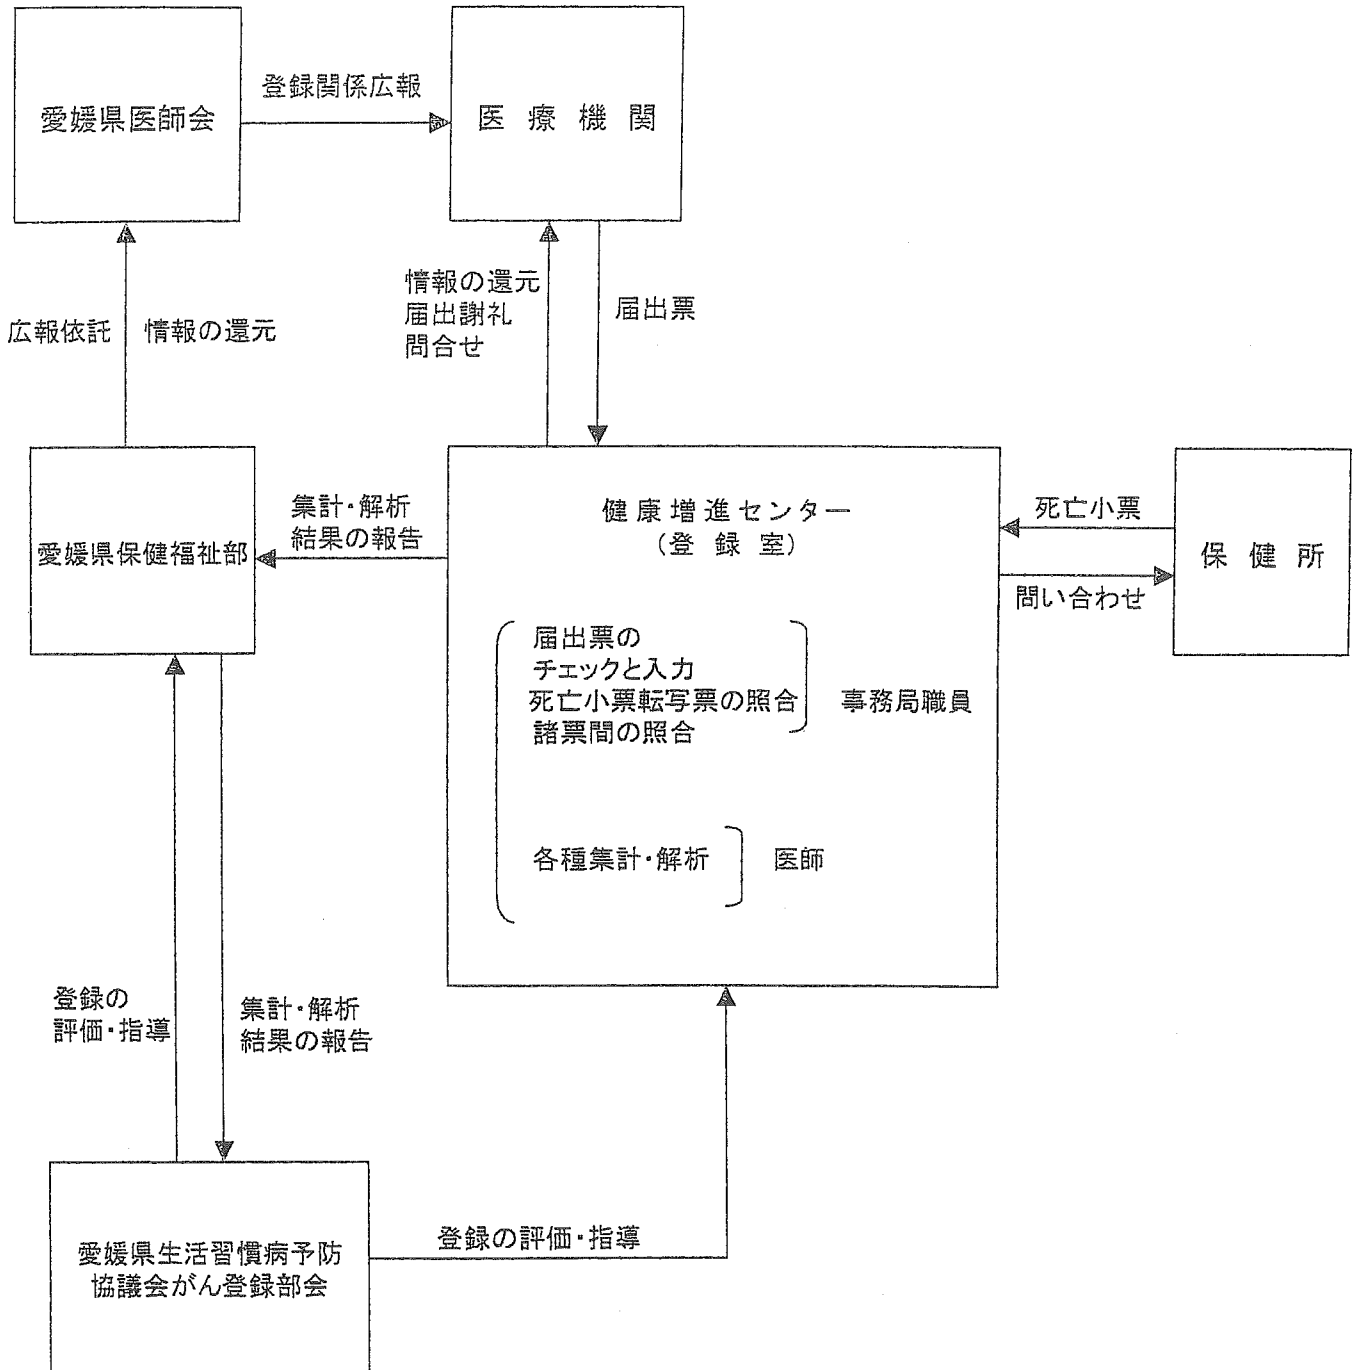 愛媛県医師会
登録関係広報
医療機関
広報依託
情報の還元
情報の還元
届出謝礼
問合せ
届出票
愛媛県保健福祉部
集計・解析
結果の報告
健康増進センター
(登録室)
届出票の
チェックと入力
死亡小票転写票の照合
諸票間の照合
事務局職員
各種集計・解析
医師
死亡小票
問い合わせ
保健所
登録の
評価・指導
集計・解析
結果の報告
愛媛県生活習慣病予防
協議会がん登録部会
登録の評価・指導